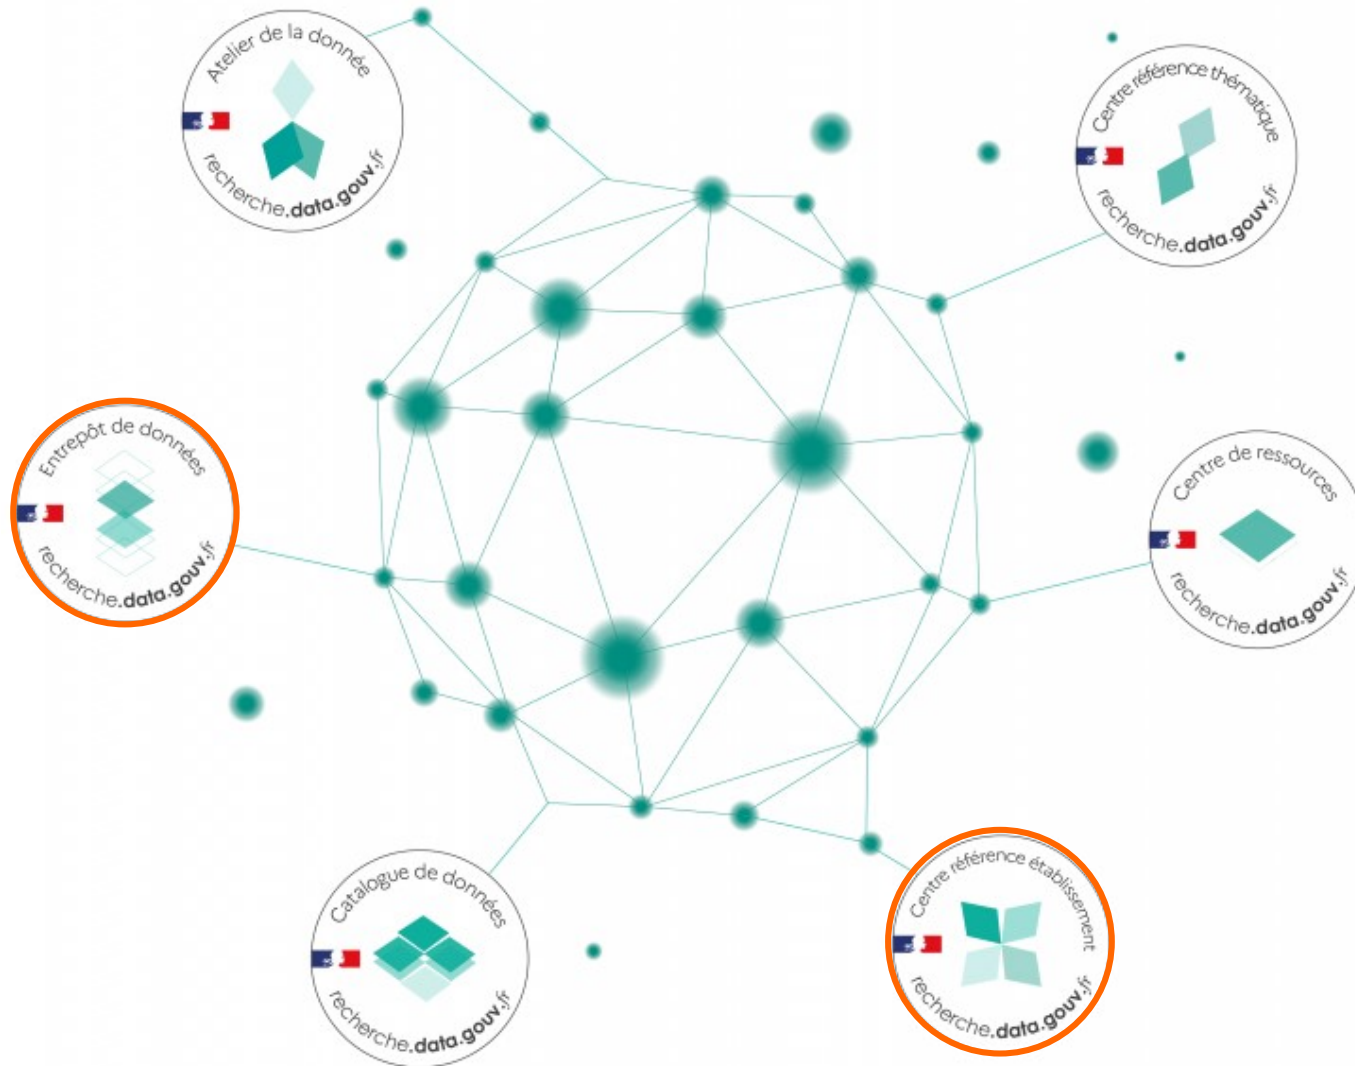 Atelier de la donnée
recherche.data.gouv.fr
Centre référence thématique
recherche.data.gouv.fr
Entrepôt de données
recherche.data.gouv.fr
Centre de ressources
recherche.data.gouv.fr
Catalogue de données
recherche.data.gouv.fr
Centre référence établissement
recherche.data.gouv.fr